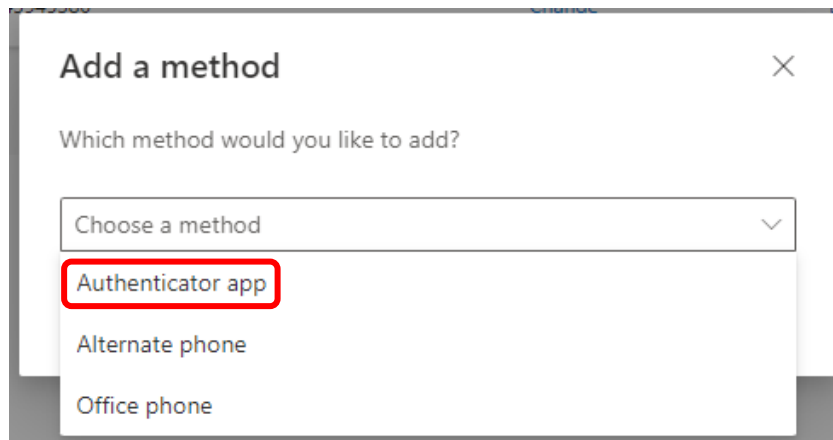 Add a method
Which method would you like to add?
Choose a method
Authenticator app
Alternate phone
Office phone